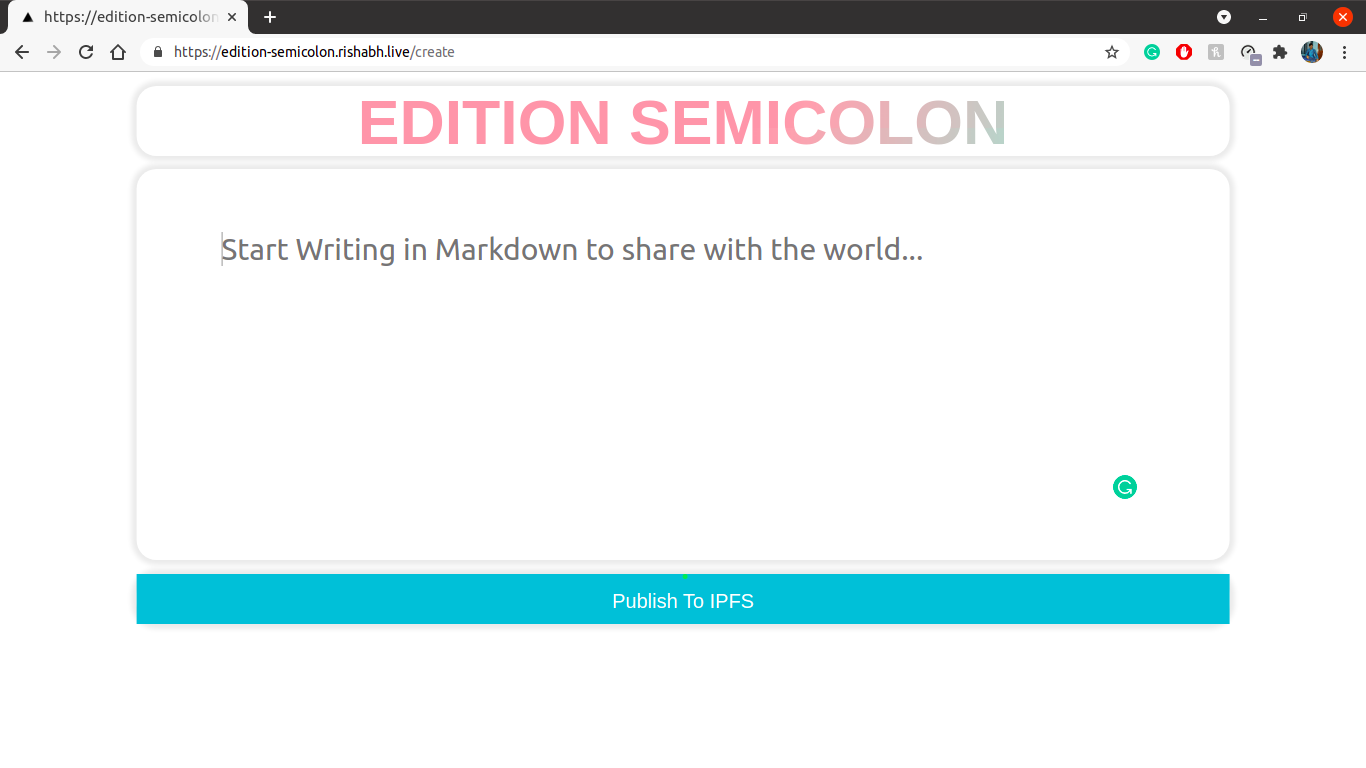 https://edition-semicolon
https://edition-semicolon.rishabh.live/create
EDITION SEMICOLON
Start Writing in Markdown to share with the world...
Publish To IPFS